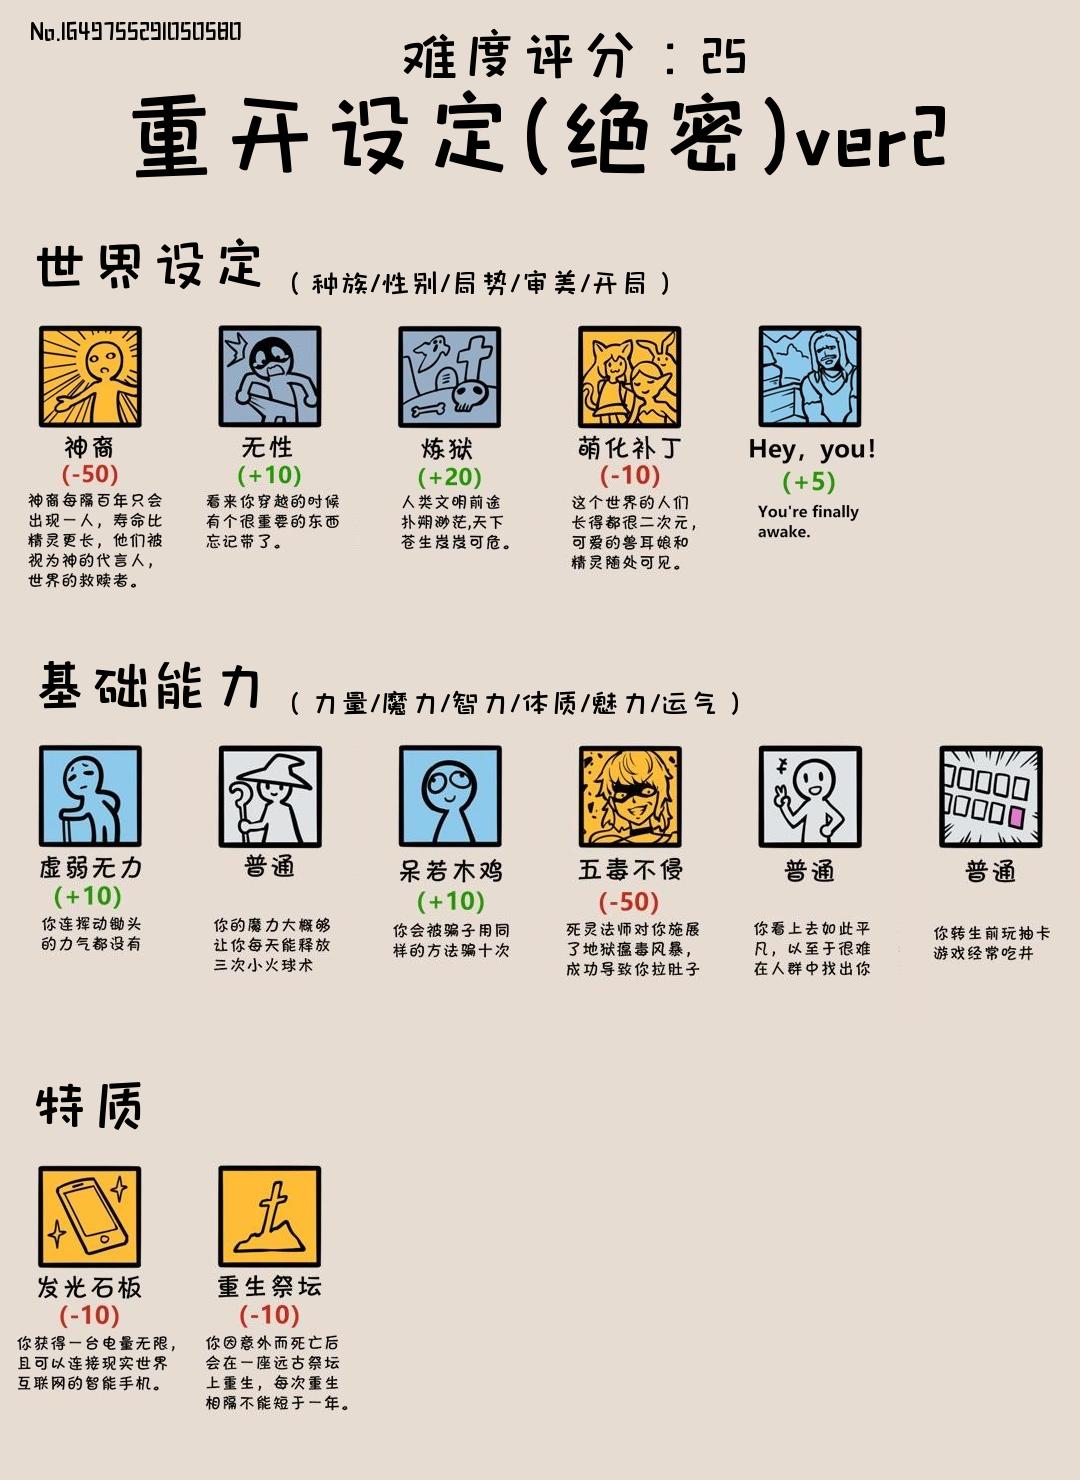 No.1649755291050580
难度评分：25
重开设定(绝密)ver2
世界设定（种族/性别/局势/审美/开局）
神裔
(-50)
神裔每隔百年只会
出现一人，寿命比
精灵更长，他们被
视为神的代言人，
世界的救赎者。
无性
(+10)
看来你穿越的时候
有个很重要的东西
忘记带了。
炼狱
(+20)
人类文明前途
扑朔渺茫,天下
苍生岌岌可危。
萌化补丁
(-10)
这个世界的人们
长得都很二次元，
可爱的兽耳娘和
精灵随处可见。
Hey, you!
(+5)
You're finally
awake.
基础能力（力量/魔力/智力/体质/魅力/运气）
虚弱无力
(+10)
你连挥动锄头
的力气都没有
普通
你的魔力大概够
让你每天能释放
三次小火球术
呆若木鸡
(+10)
你会被骗子用同
样的方法骗十次
五毒不侵
(-50)
死灵法师对你施展
了地狱瘟毒风暴，
成功导致你拉肚子
普通
你看上去如此平
凡，以至于很难
在人群中找出你
普通
你转生前玩抽卡
游戏经常吃井
特质
发光石板
(-10)
你获得一台电量无限，
且可以连接现实世界
互联网的智能手机。
重生祭坛
(-10)
你因意外而死亡后
会在一座远古祭坛
上重生，每次重生
相隔不能短于一年。